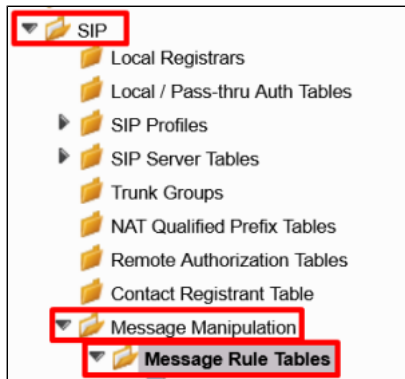 SIP
Local Registrars
Local / Pass-thru Auth Tables
SIP Profiles
SIP Server Tables
Trunk Groups
NAT Qualified Prefix Tables
Remote Authorization Tables
Contact Registrant Table
Message Manipulation
Message Rule Tables